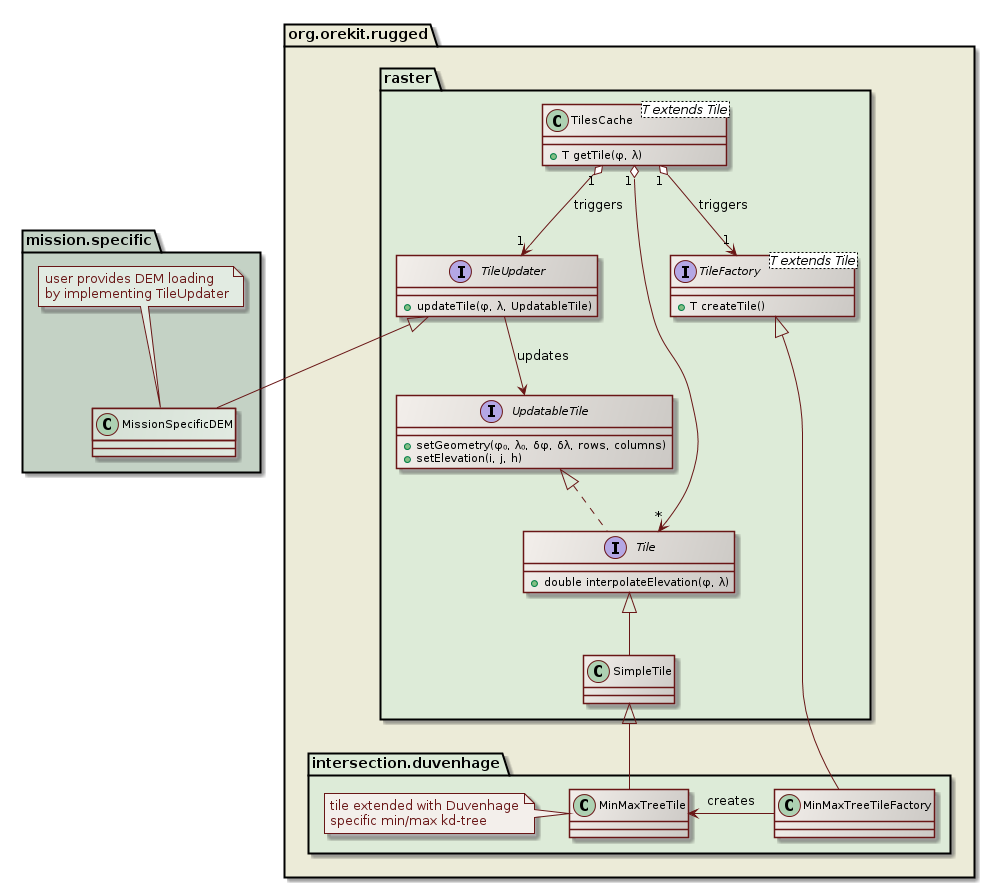 org.orekit.rugged
raster
T extends Tile
C TilesCache
T getTile(φ, λ)
1 1 1
triggers triggers
1 1
mission.specific
user provides DEM loading
by implementing TileUpdater
I TileUpdater
updateTile(φ, λ, UpdatableTile)
T extends Tile
I TileFactory
T createTile()
updates
C MissionSpecificDEM
I UpdatableTile
setGeometry(φ₀, λ₀, δφ, δλ, rows, columns)
setElevation(i, j, h)
*
I Tile
double interpolateElevation(φ, λ)
C SimpleTile
intersection.duvenhage
tile extended with Duvenhage
specific min/max kd-tree
C MinMaxTreeTile
creates
C MinMaxTreeTileFactory